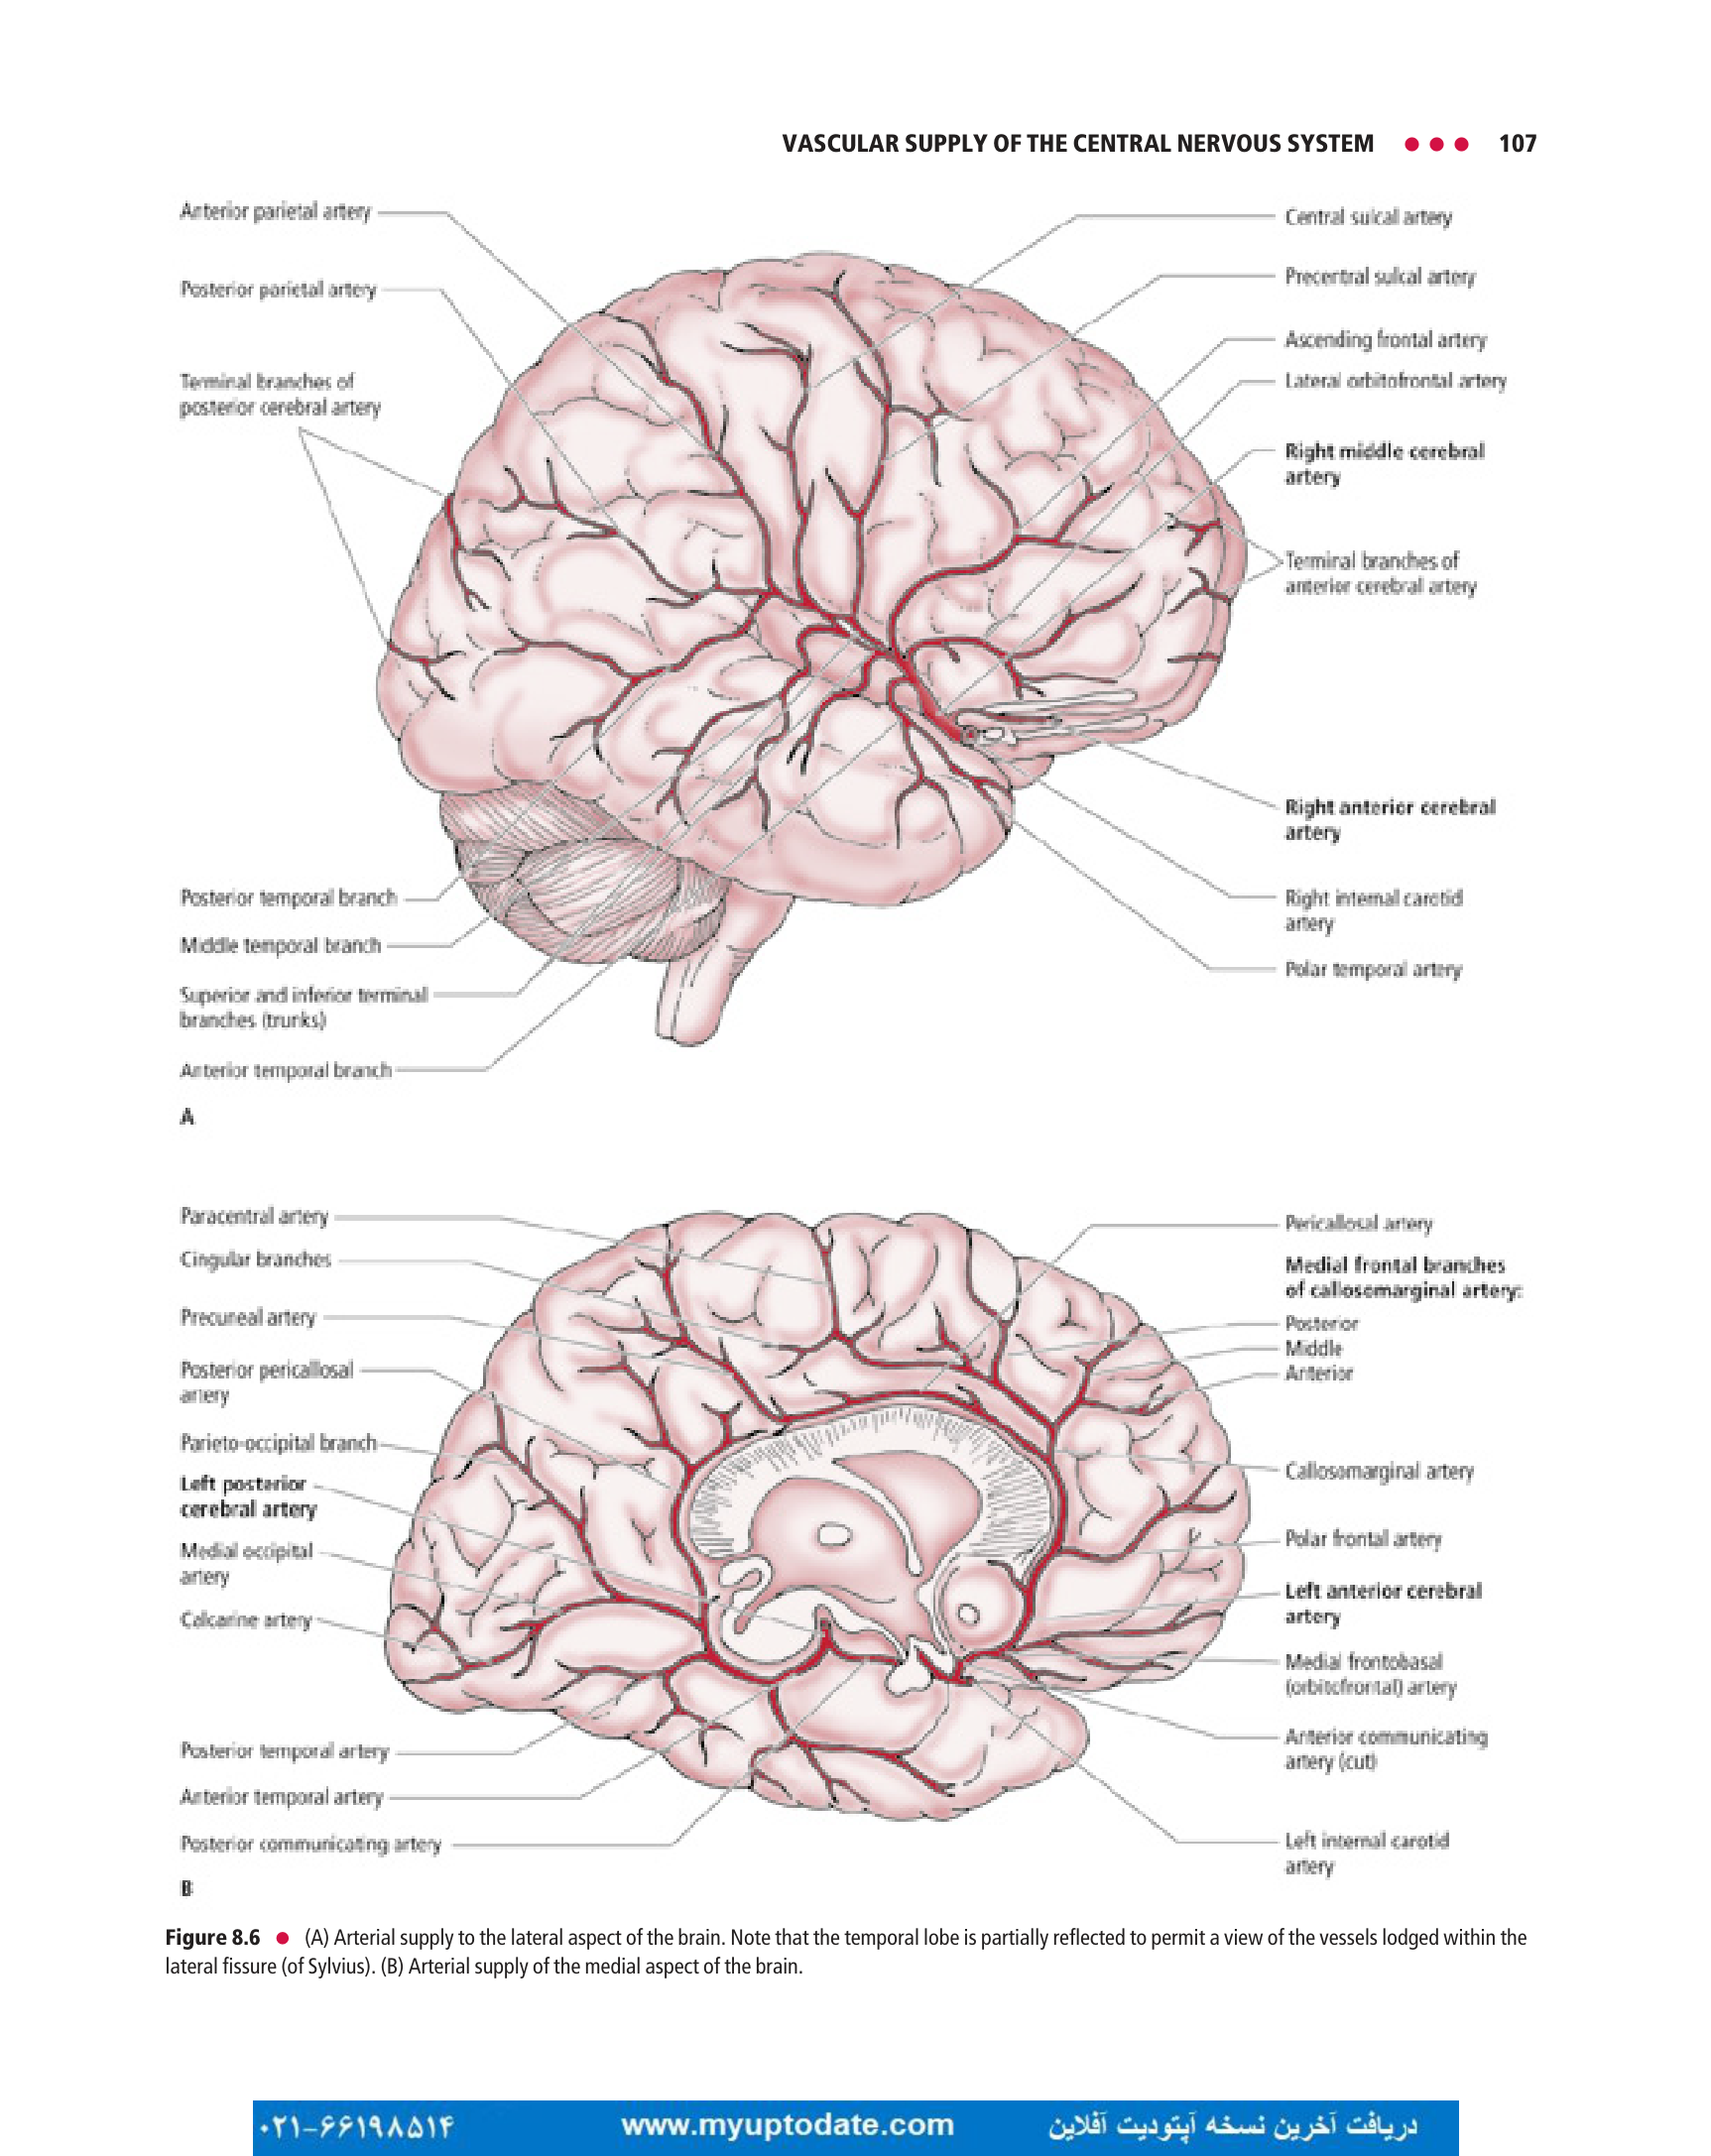 VASCULAR SUPPLY OF THE CENTRAL NERVOUS SYSTEM ● ● ● 107
Anterior parietal artery
Posterior parietal artery
Terminal branches of
posterior cerebral artery
Posterior temporal branch
Middle temporal branch
Superior and inferior terminal
branches (trunks)
Anterior temporal branch
A
Central sulcal artery
Precentral sulcal artery
Ascending frontal artery
Lateral orbitofrontal artery
Right middle cerebral
artery
Terminal branches of
anterior cerebral artery
Right anterior cerebral
artery
Right internal carotid
artery
Polar temporal artery
Paracentral artery
Cingular branches
Precuneal artery
Posterior pericallosal
artery
Parieto-occipital branch
Left posterior
cerebral artery
Medial occipital
artery
Calcarine artery
Posterior temporal artery
Anterior temporal artery
Posterior communicating artery
B
Pericallosal artery
Medial frontal branches
of callosomarginal artery:
Posterior
Middle
Anterior
Callosomarginal artery
Polar frontal artery
Left anterior cerebral
artery
Medial frontobasal
(orbitofrontal) artery
Anterior communicating
artery (cut)
Left internal carotid
artery
Figure 8.6 ● (A) Arterial supply to the lateral aspect of the brain. Note that the temporal lobe is partially reflected to permit a view of the vessels lodged within the
lateral fissure (of Sylvius). (B) Arterial supply of the medial aspect of the brain.
۰۲۱-۶۶۱۹۸۵۱۴ www.myuptodate.com دریافت آخرین نسخه آپتودیت آفلاین